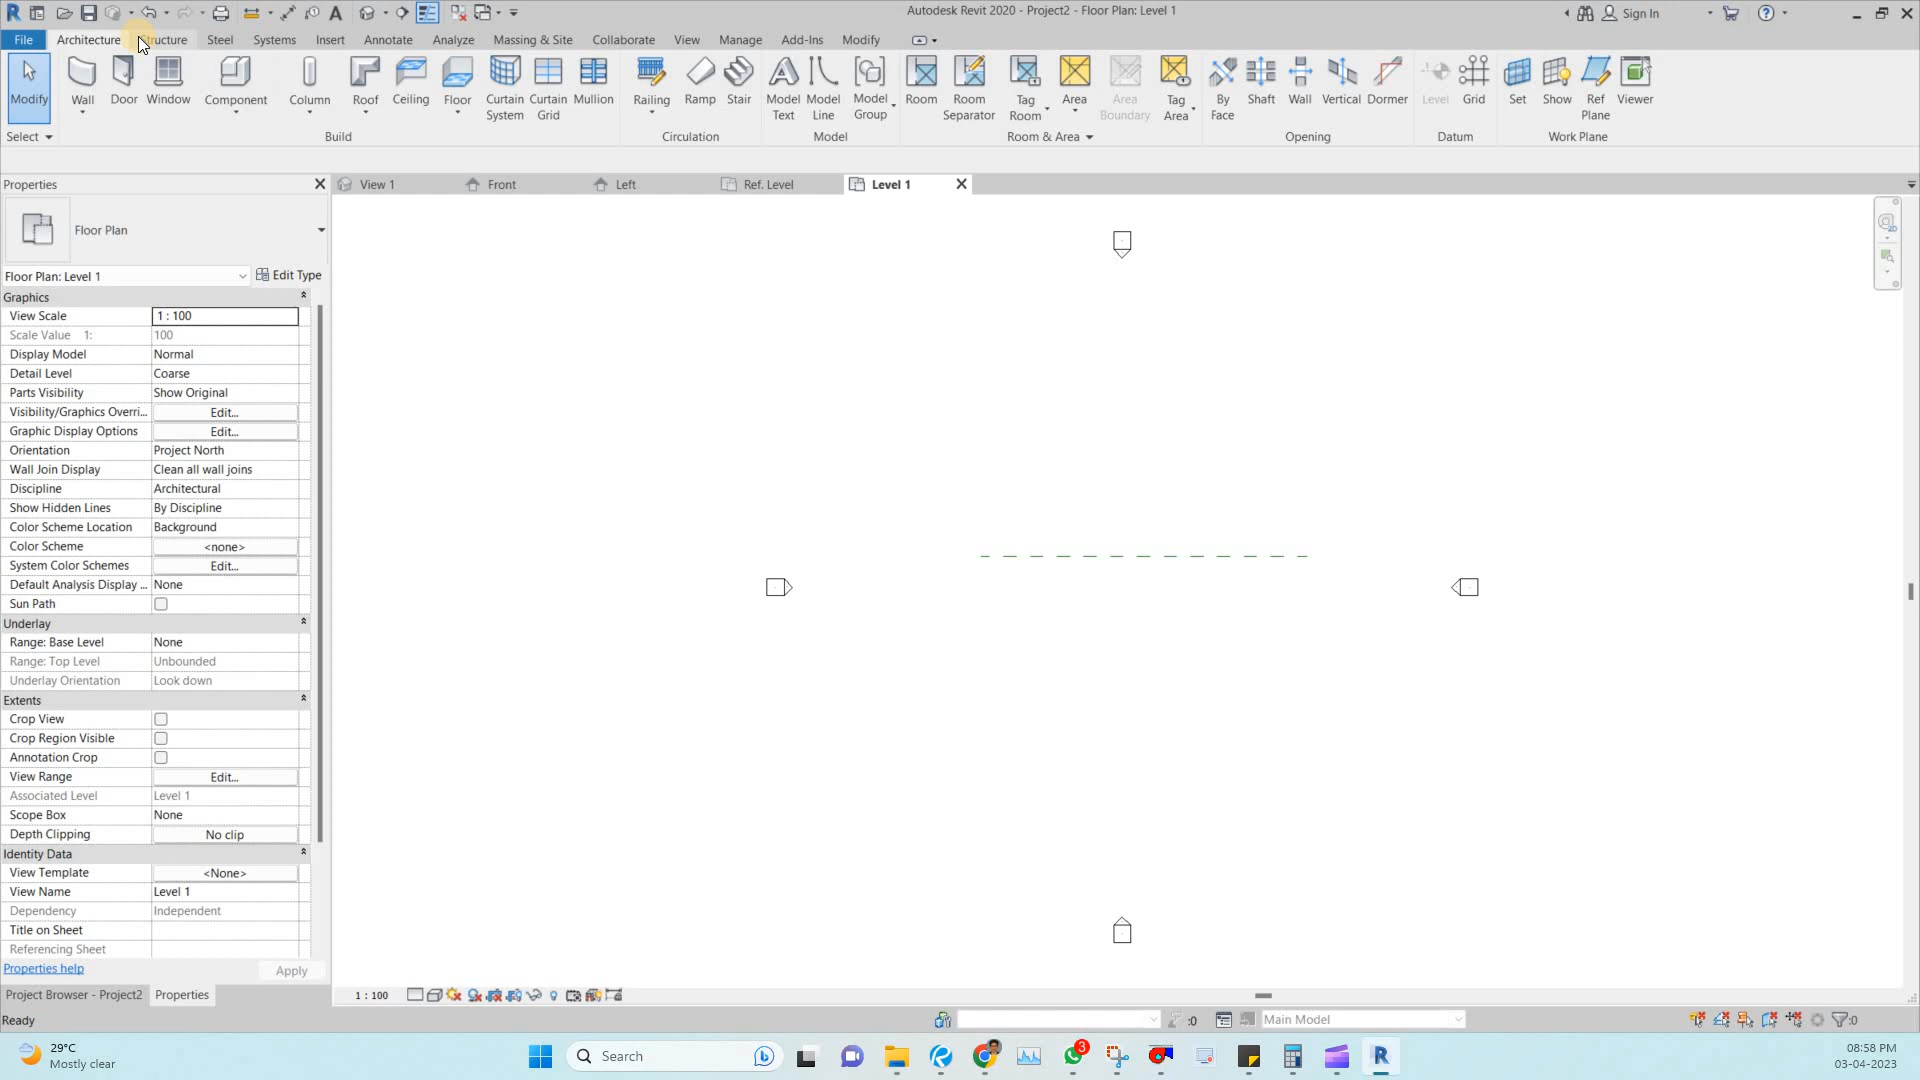 Autodesk Revit 2020 - Project2 - Floor Plan: Level 1
Sign In
File Architecture Structure Steel Systems Insert Annotate Analyze Massing & Site Collaborate View Manage Add-Ins Modify
Modify Wall Door Window Component Column Roof Ceiling Floor Curtain System Curtain Grid Mullion Railing Ramp Stair Model Text Model Line Model Group Room Room Separator Tag Room Area Area Boundary Tag Area By Face Shaft Wall Vertical Dormer Level Grid Set Show Ref Plane Viewer
Select Build Circulation Model Room & Area Opening Datum Work Plane
Properties
View 1 Front Left Ref. Level Level 1
Floor Plan
Floor Plan: Level 1 Edit Type
Graphics
View Scale 1 : 100
Scale Value 1: 100
Display Model Normal
Detail Level Coarse
Parts Visibility Show Original
Visibility/Graphics Overri... Edit...
Graphic Display Options Edit...
Orientation Project North
Wall Join Display Clean all wall joins
Discipline Architectural
Show Hidden Lines By Discipline
Color Scheme Location Background
Color Scheme <none>
System Color Schemes Edit...
Default Analysis Display ... None
Sun Path
Underlay
Range: Base Level None
Range: Top Level Unbounded
Underlay Orientation Look down
Extents
Crop View
Crop Region Visible
Annotation Crop
View Range Edit...
Associated Level Level 1
Scope Box None
Depth Clipping No clip
Identity Data
View Template <None>
View Name Level 1
Dependency Independent
Title on Sheet
Referencing Sheet
Properties help Apply
Project Browser - Project2 Properties
1 : 100
Ready
:0
Main Model
:0
29°C
Mostly clear
Search
3
08:58 PM
03-04-2023